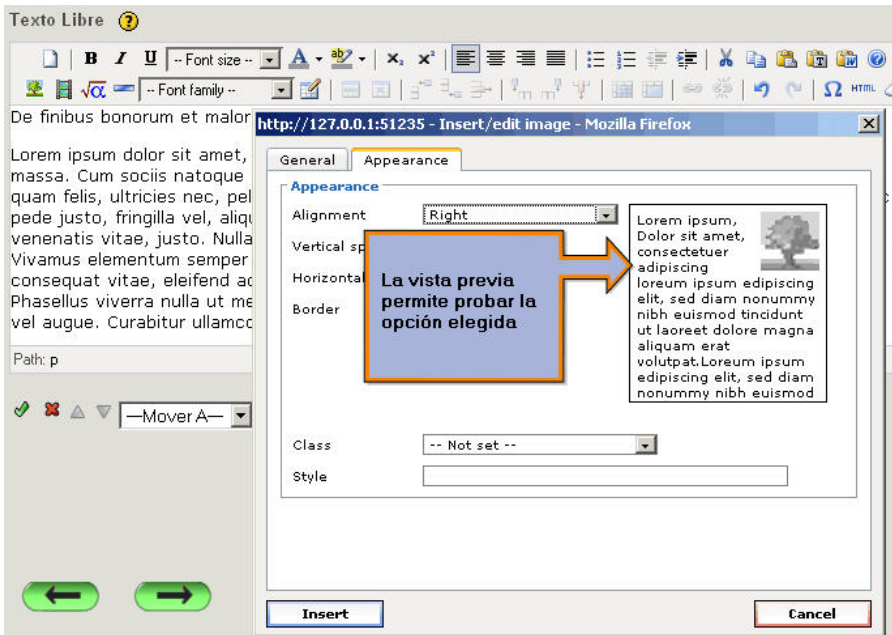 Texto Libre
B I U -- Font size -- A ab x₂ x²
√α -- Font family -- Ω HTML
De finibus bonorum et malor
Lorem ipsum dolor sit amet,
massa. Cum sociis natoque
quam felis, ultricies nec, pel
pede justo, fringilla vel, aliqu
venenatis vitae, justo. Nulla
Vivamus elementum semper
consequat vitae, eleifend ac
Phasellus viverra nulla ut me
vel augue. Curabitur ullamco
Path: p
—Mover A—
http://127.0.0.1:51235 - Insert/edit image - Mozilla Firefox
General Appearance
Appearance
Alignment Right
Vertical sp
Horizontal
Border
La vista previa
permite probar la
opción elegida
Lorem ipsum,
Dolor sit amet,
consectetuer
adipiscing
loreum ipsum edipiscing
elit, sed diam nonummy
nibh euismod tincidunt
ut laoreet dolore magna
aliquam erat
volutpat.Loreum ipsum
edipiscing elit, sed diam
nonummy nibh euismod
Class -- Not set --
Style
Insert Cancel